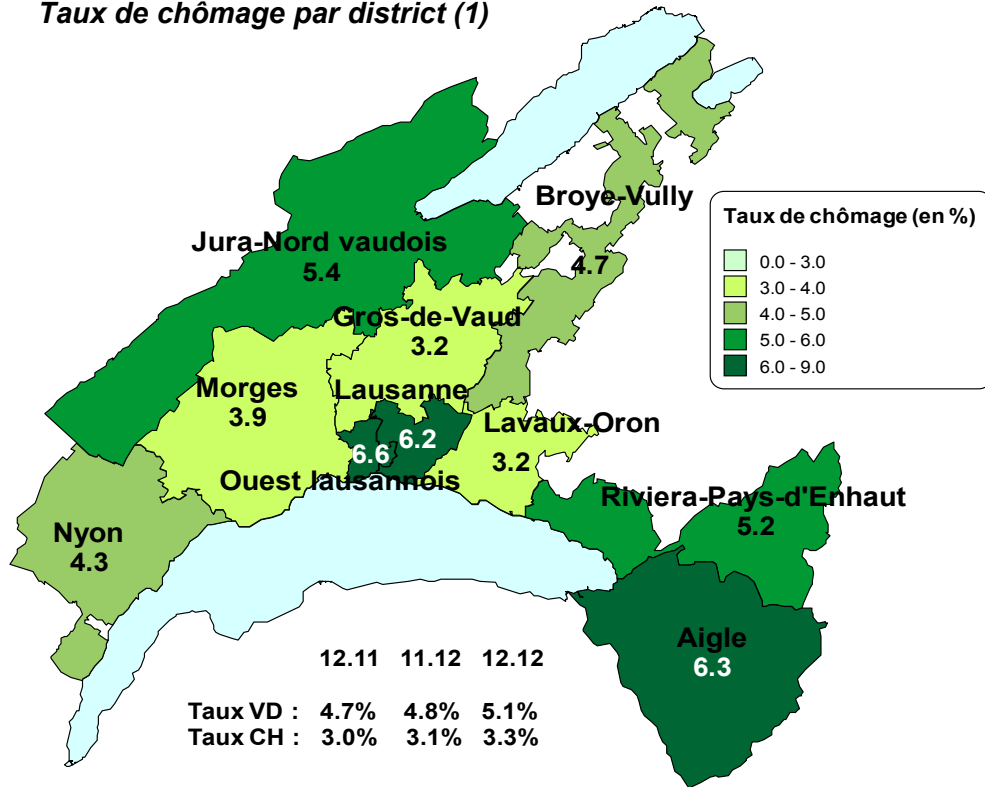 Taux de chômage par district (1)
Broye-Vully
4.7
Taux de chômage (en %)
0.0 - 3.0
3.0 - 4.0
4.0 - 5.0
5.0 - 6.0
6.0 - 9.0
Jura-Nord vaudois
5.4
Gros-de-Vaud
3.2
Morges
3.9
Lausanne
6.2
6.6
Ouest lausannois
Lavaux-Oron
3.2
Riviera-Pays-d'Enhaut
5.2
Nyon
4.3
Aigle
6.3
12.11 11.12 12.12
Taux VD : 4.7% 4.8% 5.1%
Taux CH : 3.0% 3.1% 3.3%